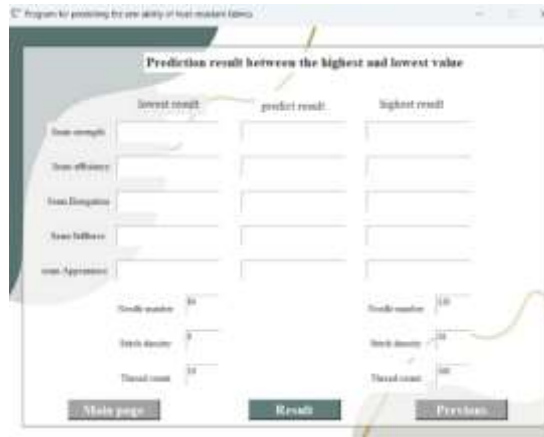 Program for predicting the sew ability of heat-resistant fabrics
Prediction result between the highest and lowest value
lowest result predict result highest result
Seam strength
Seam efficiency
Seam Elongation
Seam Stiffness
seam Appearance
Needle number Needle number
Stitch density Stitch density
Thread count Thread count
Main page Result Previous